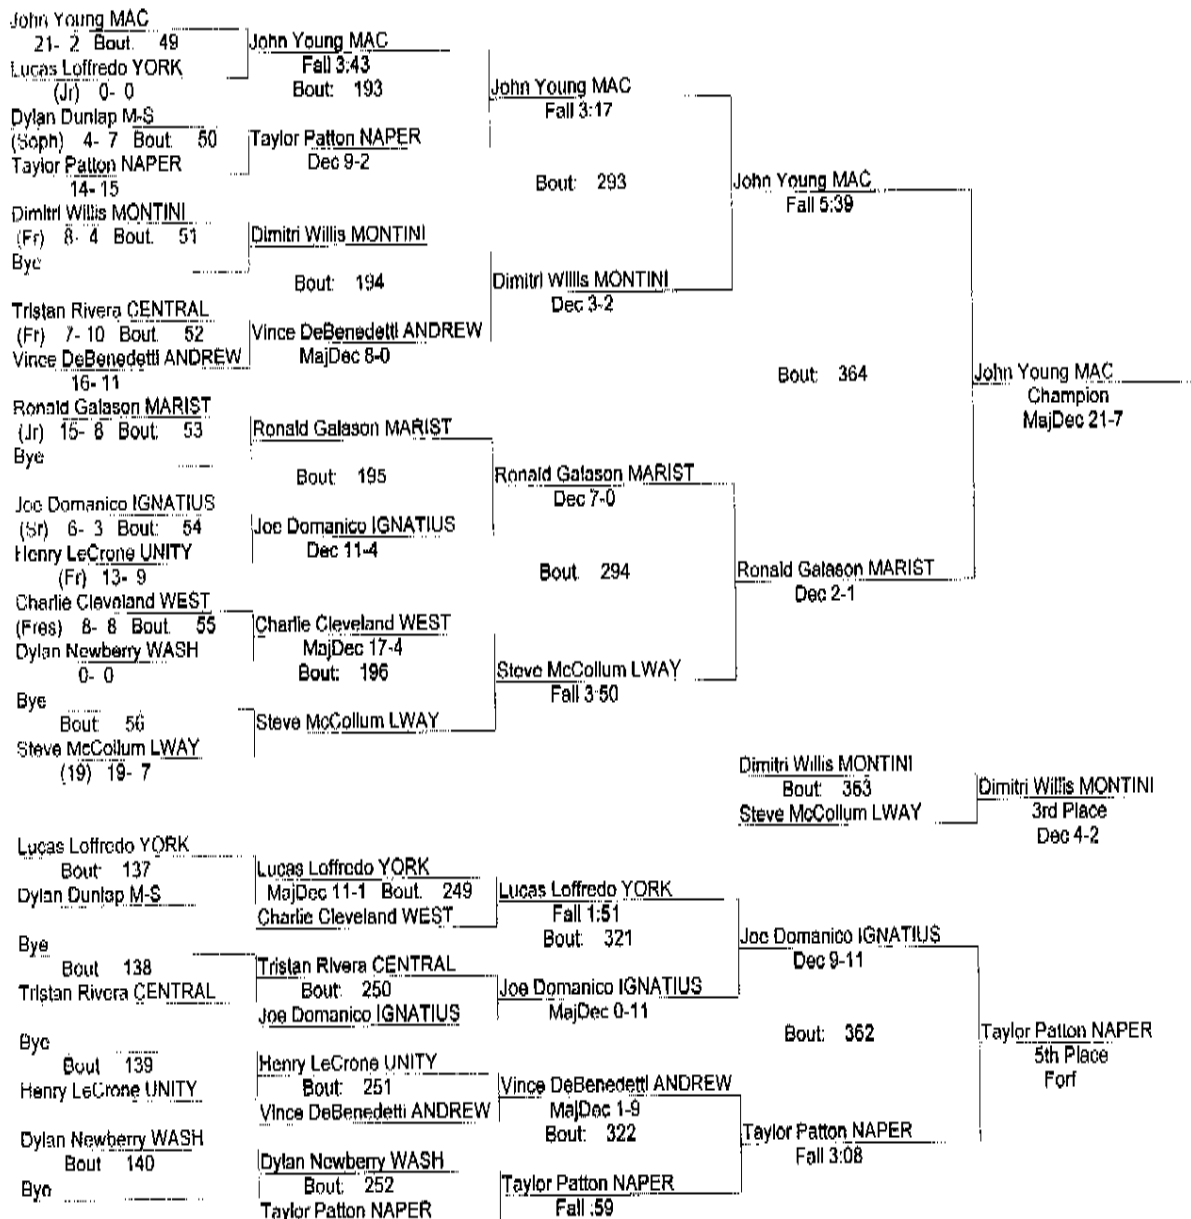 John Young MAC
21- 2 Bout. 49
Lucas Loffredo YORK
(Jr) 0- 0
Dylan Dunlap M-S
(Soph) 4- 7 Bout: 50
Taylor Patton NAPER
14- 15
Dimitri Willis MONTINI
(Fr) 8- 4 Bout. 51
Bye
Tristan Rivera CENTRAL
(Fr) 7- 10 Bout: 52
Vince DeBenedetti ANDREW
16- 11
Ronald Galason MARIST
(Jr) 15- 8 Bout: 53
Bye
Joe Domanico IGNATIUS
(Sr) 6- 3 Bout: 54
Henry LeCrone UNITY
(Fr) 13- 9
Charlie Cleveland WEST
(Fres) 8- 8 Bout: 55
Dylan Newberry WASH
0- 0
Bye
Bout: 56
Steve McCollum LWAY
(19) 19- 7
John Young MAC
Fall 3:43
Bout: 193
Taylor Patton NAPER
Dec 9-2
Dimitri Willis MONTINI
Bout: 194
Vince DeBenedetti ANDREW
MajDec 8-0
Ronald Galason MARIST
Bout: 195
Joe Domanico IGNATIUS
Dec 11-4
Charlie Cleveland WEST
MajDec 17-4
Bout: 196
Steve McCollum LWAY
John Young MAC
Fall 3:17
Bout: 293
Dimitri Willis MONTINI
Dec 3-2
Ronald Galason MARIST
Dec 7-0
Bout: 294
Steve McCollum LWAY
Fall 3:50
John Young MAC
Fall 5:39
Bout: 364
Ronald Galason MARIST
Dec 2-1
John Young MAC
Champion
MajDec 21-7
Dimitri Willis MONTINI
Bout: 363
Steve McCollum LWAY
Dimitri Willis MONTINI
3rd Place
Dec 4-2
Lucas Loffredo YORK
Bout: 137
Dylan Dunlap M-S
Bye
Bout 138
Tristan Rivera CENTRAL
Bye
Bout 139
Henry LeCrone UNITY
Dylan Newberry WASH
Bout 140
Bye
Lucas Loffredo YORK
MajDec 11-1 Bout. 249
Charlie Cleveland WEST
Tristan Rivera CENTRAL
Bout: 250
Joe Domanico IGNATIUS
Henry LeCrone UNITY
Bout: 251
Vince DeBenedetti ANDREW
Dylan Newberry WASH
Bout: 252
Taylor Patton NAPER
Lucas Loffredo YORK
Fall 1:51
Bout: 321
Joe Domanico IGNATIUS
MajDec 0-11
Vince DeBenedetti ANDREW
MajDec 1-9
Bout: 322
Taylor Patton NAPER
Fall :59
Joe Domanico IGNATIUS
Dec 9-11
Bout: 362
Taylor Patton NAPER
Fall 3:08
Taylor Patton NAPER
5th Place
Forf